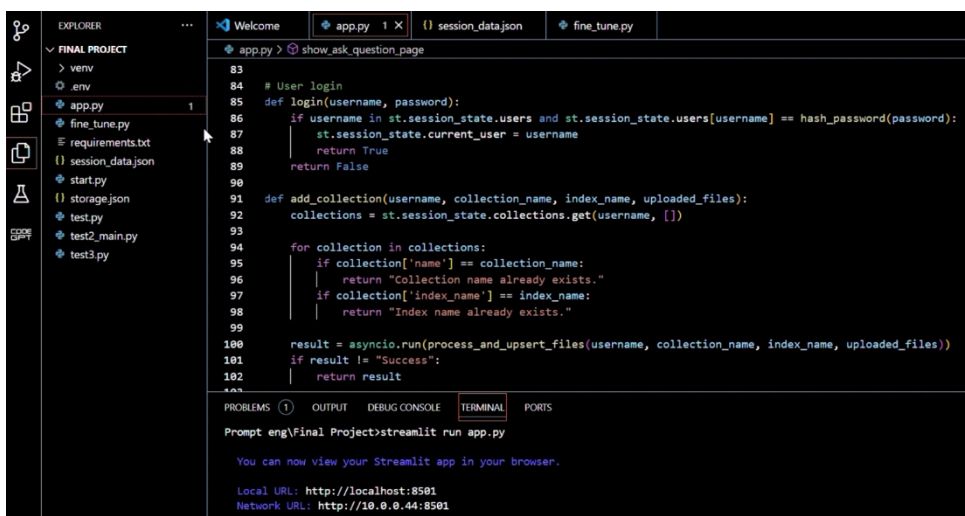 EXPLORER ...
FINAL PROJECT
venv
.env
app.py 1
fine_tune.py
requirements.txt
{} session_data.json
start.py
{} storage.json
test.py
test2_main.py
test3.py
CODE
GPT
Welcome
app.py 1
{} session_data.json
fine_tune.py
app.py > show_ask_question_page
83
84 # User login
85 def login(username, password):
86 if username in st.session_state.users and st.session_state.users[username] == hash_password(password):
87 st.session_state.current_user = username
88 return True
89 return False
90
91 def add_collection(username, collection_name, index_name, uploaded_files):
92 collections = st.session_state.collections.get(username, [])
93
94 for collection in collections:
95 if collection['name'] == collection_name:
96 return "Collection name already exists."
97 if collection['index_name'] == index_name:
98 return "Index name already exists."
99
100 result = asyncio.run(process_and_upsert_files(username, collection_name, index_name, uploaded_files))
101 if result != "Success":
102 return result
PROBLEMS 1 OUTPUT DEBUG CONSOLE TERMINAL PORTS
Prompt eng\Final Project>streamlit run app.py
You can now view your Streamlit app in your browser.
Local URL: http://localhost:8501
Network URL: http://10.0.0.44:8501